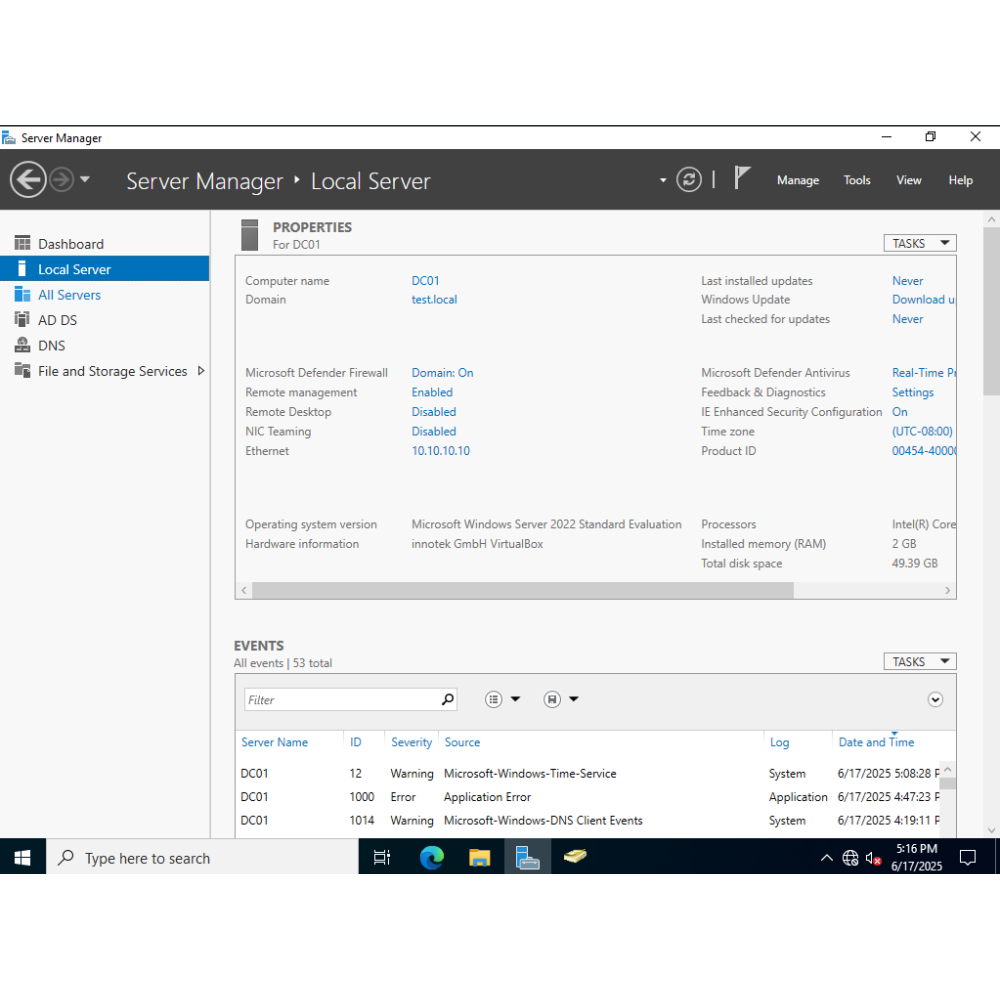 Server Manager
Server Manager ‣ Local Server
Manage Tools View Help
Dashboard
Local Server
All Servers
AD DS
DNS
File and Storage Services
PROPERTIES
For DC01
TASKS
Computer name DC01
Domain test.local
Last installed updates Never
Windows Update Download
Last checked for updates Never
Microsoft Defender Firewall Domain: On
Remote management Enabled
Remote Desktop Disabled
NIC Teaming Disabled
Ethernet 10.10.10.10
Microsoft Defender Antivirus Real-Time
Feedback & Diagnostics Settings
IE Enhanced Security Configuration On
Time zone (UTC-08:00)
Product ID 00454-40000
Operating system version Microsoft Windows Server 2022 Standard Evaluation
Hardware information innotek GmbH VirtualBox
Processors Intel(R) Core
Installed memory (RAM) 2 GB
Total disk space 49.39 GB
EVENTS
All events | 53 total
TASKS
Filter
Server Name ID Severity Source Log Date and Time
DC01 12 Warning Microsoft-Windows-Time-Service System 6/17/2025 5:08:28
DC01 1000 Error Application Error Application 6/17/2025 4:47:23
DC01 1014 Warning Microsoft-Windows-DNS Client Events System 6/17/2025 4:19:11
Type here to search
5:16 PM
6/17/2025